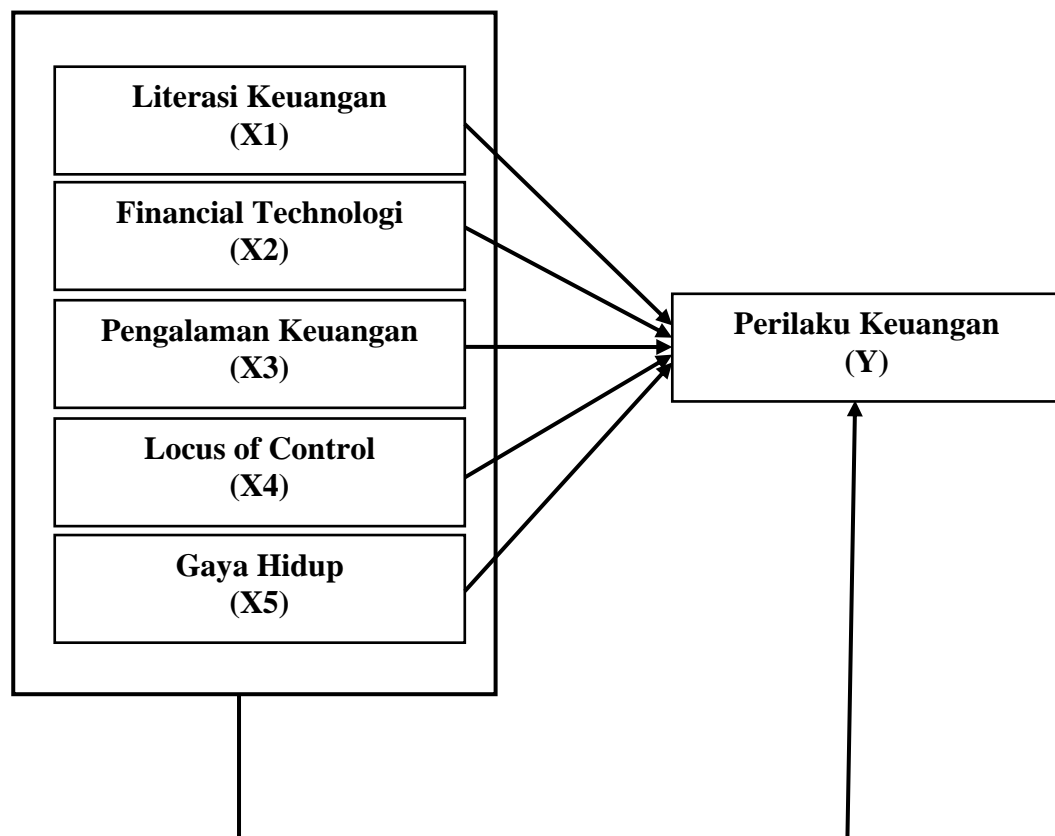 Literasi Keuangan
(X1)
Financial Technologi
(X2)
Pengalaman Keuangan
(X3)
Locus of Control
(X4)
Gaya Hidup
(X5)
Perilaku Keuangan
(Y)